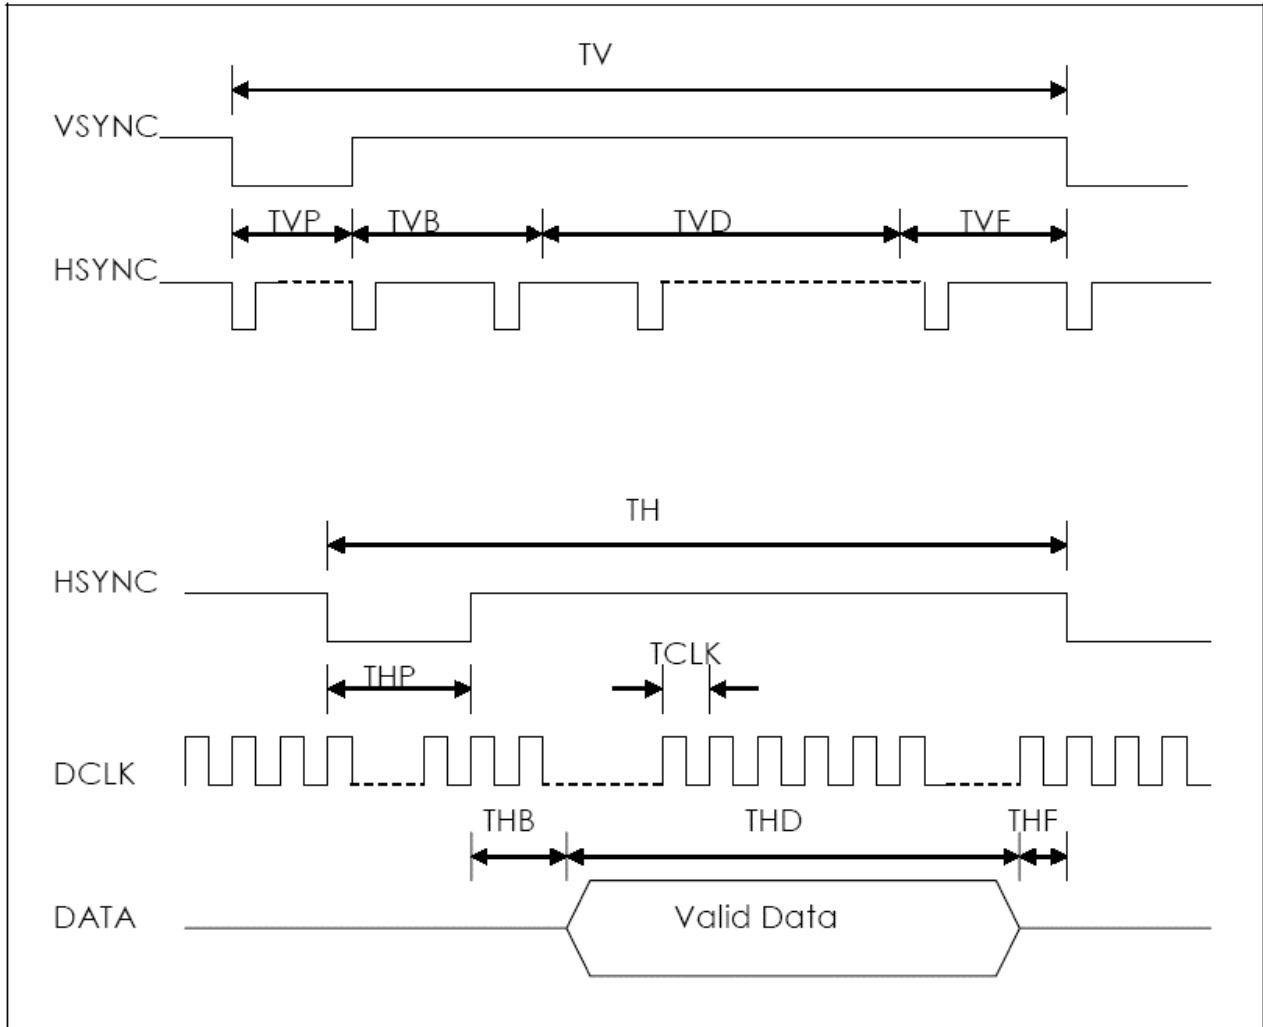 TV
VSYNC
TVP TVB TVD TVF
HSYNC
TH
HSYNC
TCLK
THP
DCLK
THB THD THF
DATA Valid Data